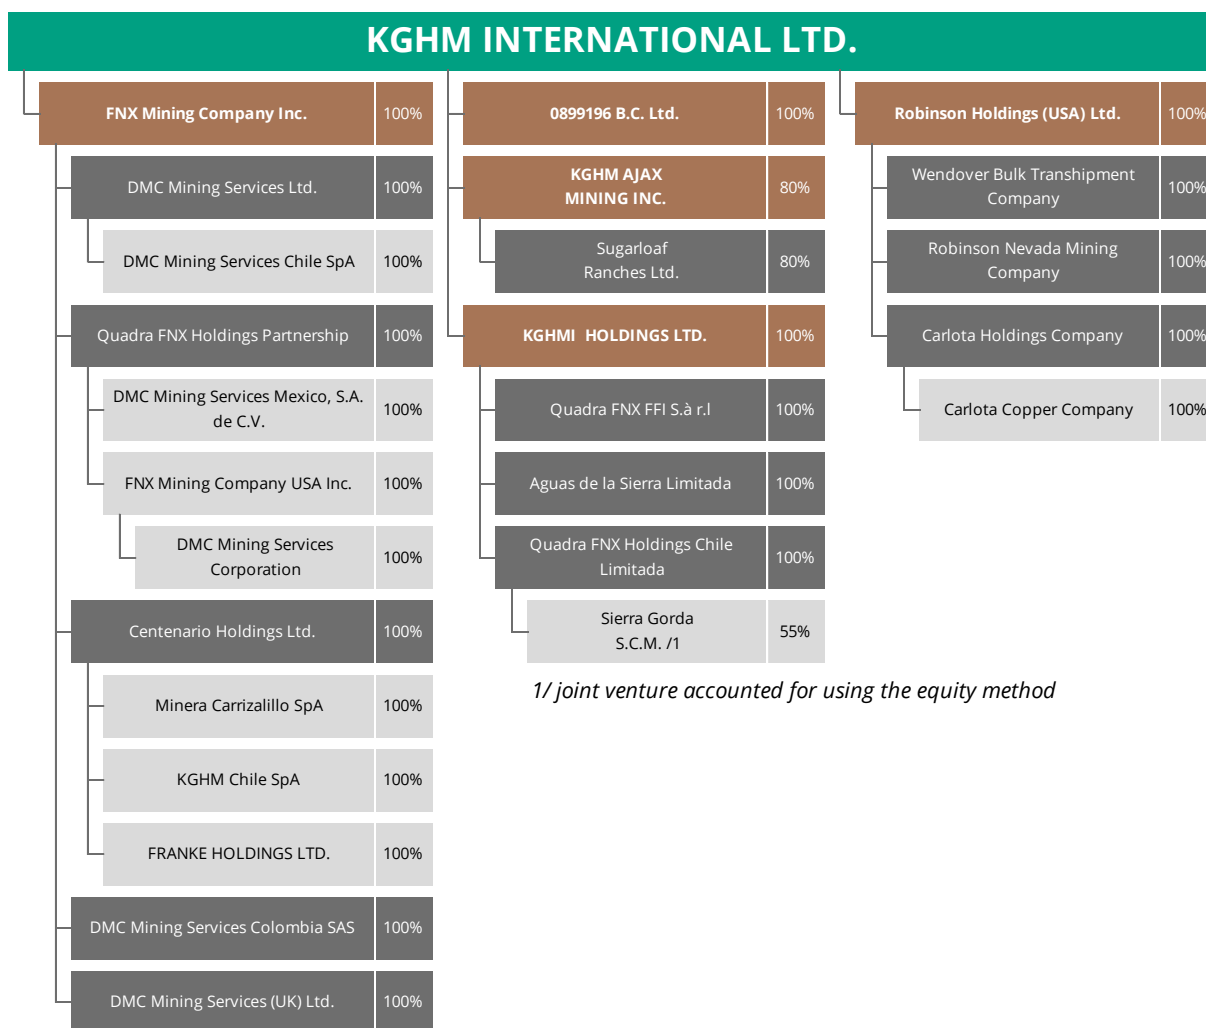 KGHM INTERNATIONAL LTD.
FNX Mining Company Inc.
100%
DMC Mining Services Ltd.
100%
DMC Mining Services Chile SpA
100%
Quadra FNX Holdings Partnership
100%
DMC Mining Services Mexico, S.A.
de C.V.
100%
FNX Mining Company USA Inc.
100%
DMC Mining Services
Corporation
100%
Centenario Holdings Ltd.
100%
Minera Carrizalillo SpA
100%
KGHM Chile SpA
100%
FRANKE HOLDINGS LTD.
100%
DMC Mining Services Colombia SAS
100%
DMC Mining Services (UK) Ltd.
100%
0899196 B.C. Ltd.
100%
KGHM AJAX
MINING INC.
80%
Sugarloaf
Ranches Ltd.
80%
KGHMI HOLDINGS LTD.
100%
Quadra FNX FFI S.à r.l
100%
Aguas de la Sierra Limitada
100%
Quadra FNX Holdings Chile
Limitada
100%
Sierra Gorda
S.C.M. /1
55%
1/ joint venture accounted for using the equity method
Robinson Holdings (USA) Ltd.
100%
Wendover Bulk Transhipment
Company
100%
Robinson Nevada Mining
Company
100%
Carlota Holdings Company
100%
Carlota Copper Company
100%